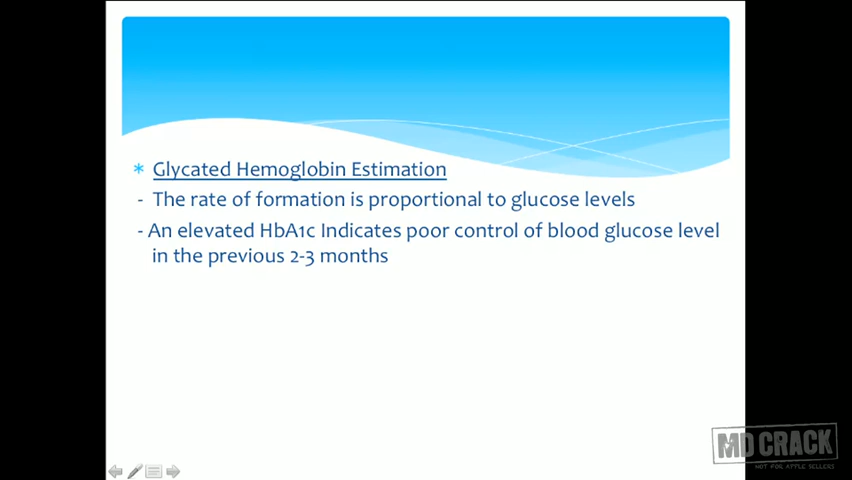 * Glycated Hemoglobin Estimation
- The rate of formation is proportional to glucose levels
- An elevated HbA1c Indicates poor control of blood glucose level
in the previous 2-3 months
MD CRACK
NOT FOR APPLE SELLERS